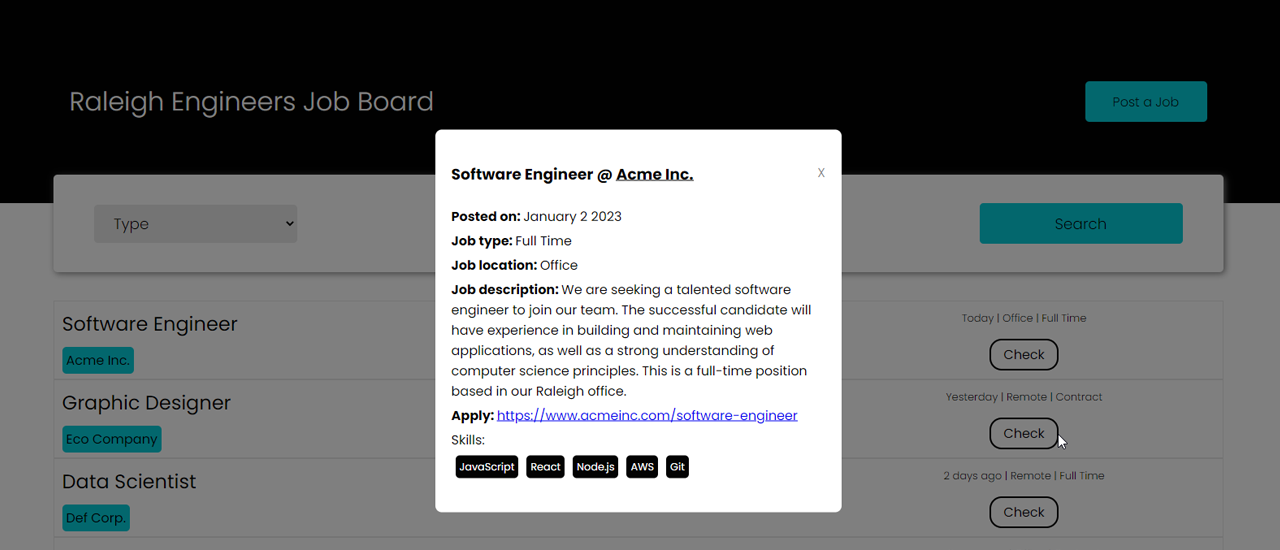 Raleigh Engineers Job Board
Post a Job
Type
Search
Software Engineer @ Acme Inc.
X
Posted on: January 2 2023
Job type: Full Time
Job location: Office
Job description: We are seeking a talented software
engineer to join our team. The successful candidate will
have experience in building and maintaining web
applications, as well as a strong understanding of
computer science principles. This is a full-time position
based in our Raleigh office.
Apply: https://www.acmeinc.com/software-engineer
Skills:
JavaScript React Node.js AWS Git
Software Engineer
Acme Inc.
Today | Office | Full Time
Check
Graphic Designer
Eco Company
Yesterday | Remote | Contract
Check
Data Scientist
Def Corp.
2 days ago | Remote | Full Time
Check